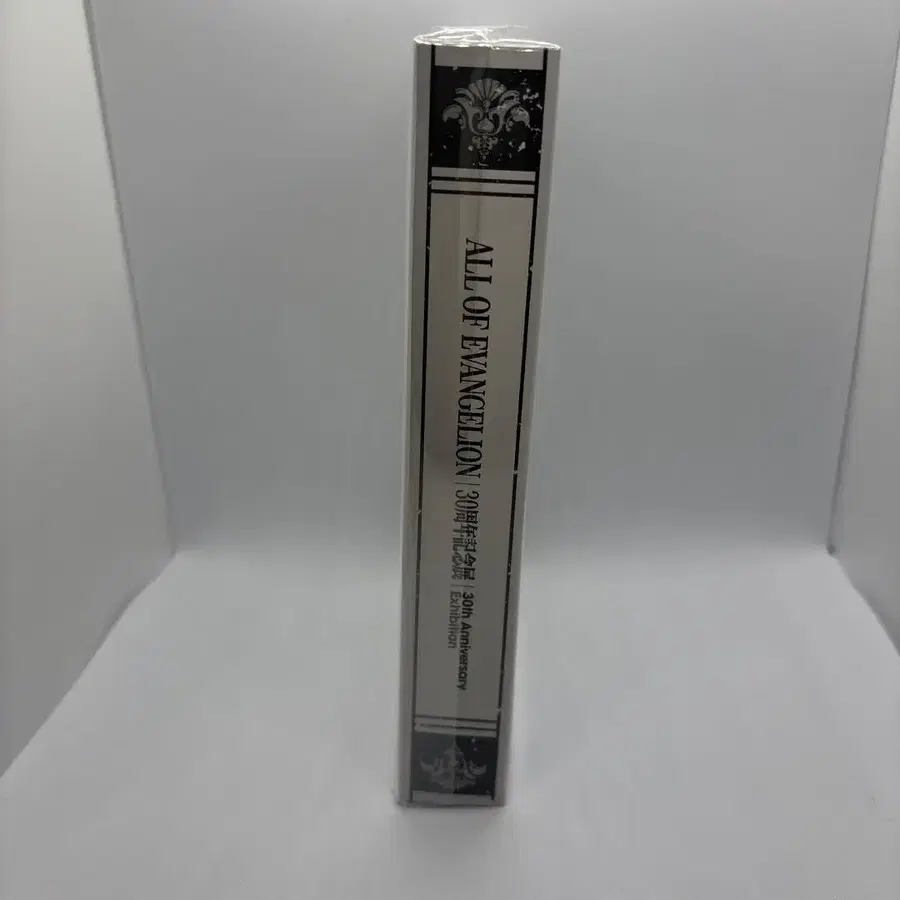 ALL OF EVANGELION | 30周年記念展 | 30th Anniversary
Exhibition